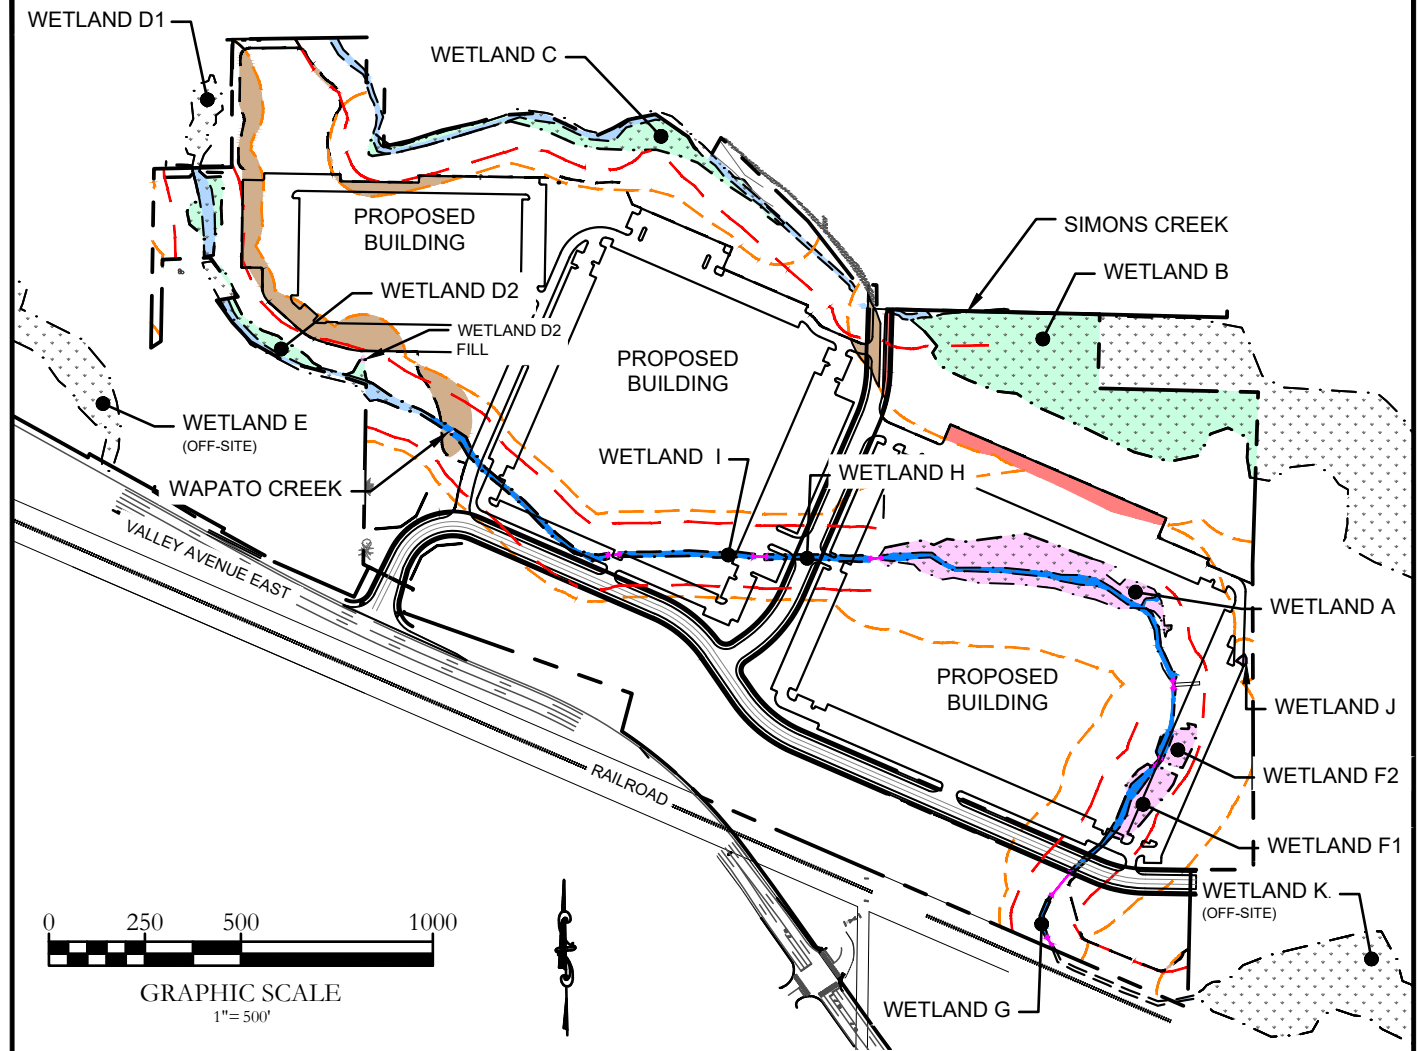 WETLAND D1
WETLAND C
SIMONS CREEK
WETLAND B
PROPOSED
BUILDING
WETLAND D2
WETLAND D2
FILL
PROPOSED
BUILDING
WETLAND E
(OFF-SITE)
WETLAND I
WETLAND H
WAPATO CREEK
VALLEY AVENUE EAST
WETLAND A
PROPOSED
BUILDING
WETLAND J
RAILROAD
WETLAND F2
WETLAND F1
WETLAND K.
(OFF-SITE)
0 250 500 1000
GRAPHIC SCALE
1"= 500'
WETLAND G